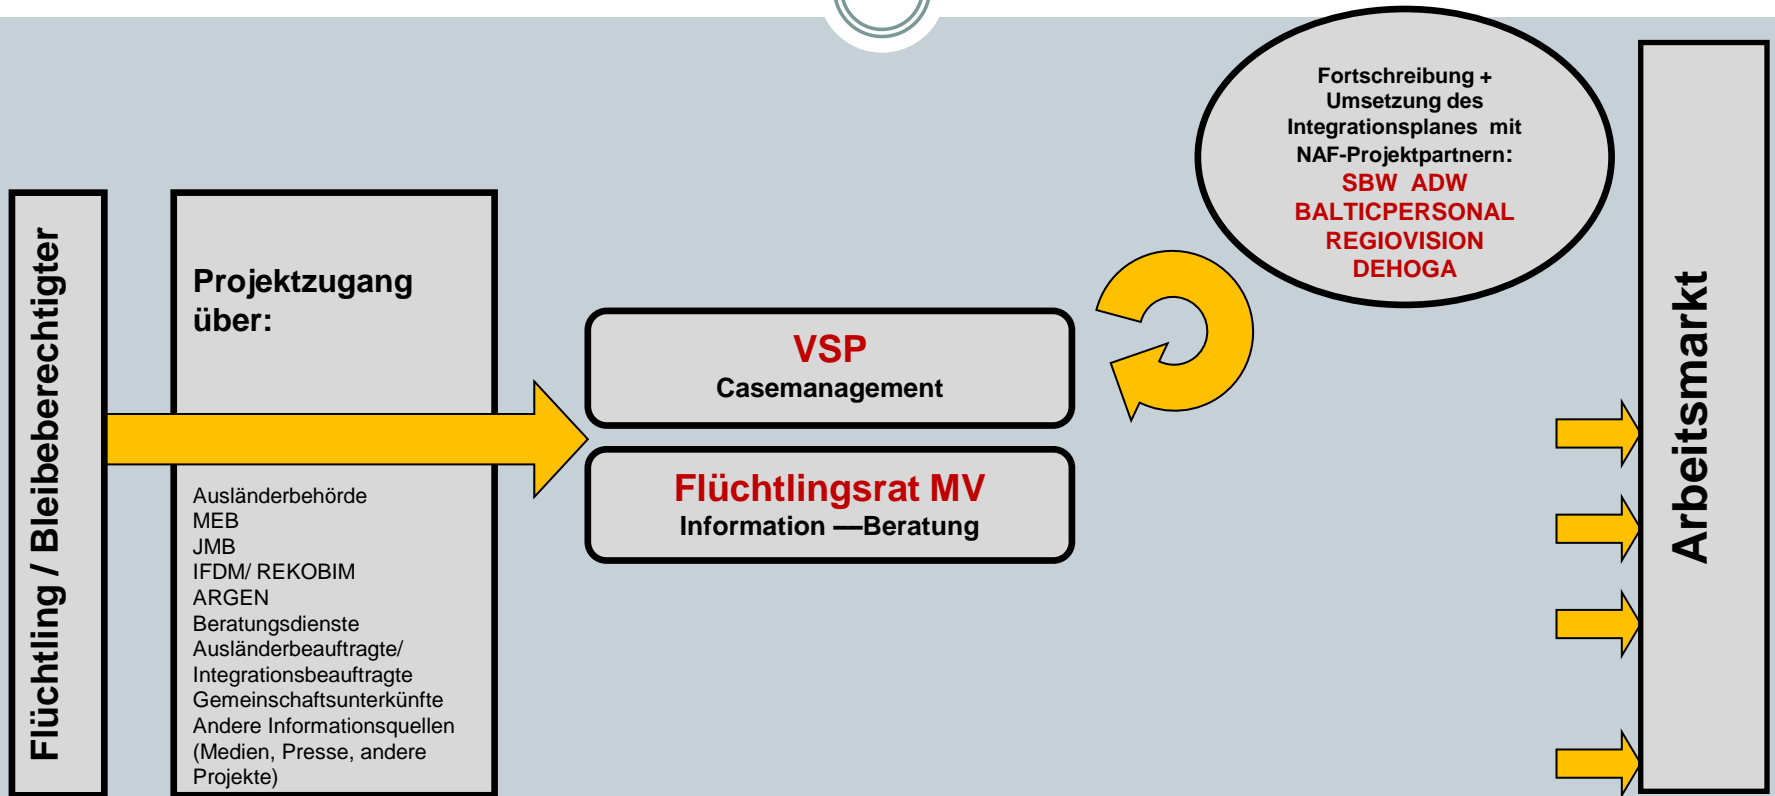 Flüchtling / Bleibeberechtigter
Projektzugang
über:
Ausländerbehörde
MEB
JMB
IFDM/ REKOBIM
ARGEN
Beratungsdienste
Ausländerbeauftragte/
Integrationsbeauftragte
Gemeinschaftsunterkünfte
Andere Informationsquellen
(Medien, Presse, andere
Projekte)
VSP
Casemanagement
Flüchtlingsrat MV
Information —Beratung
Fortschreibung +
Umsetzung des
Integrationsplanes mit
NAF-Projektpartnern:
SBW ADW
BALTICPERSONAL
REGIOVISION
DEHOGA
Arbeitsmarkt